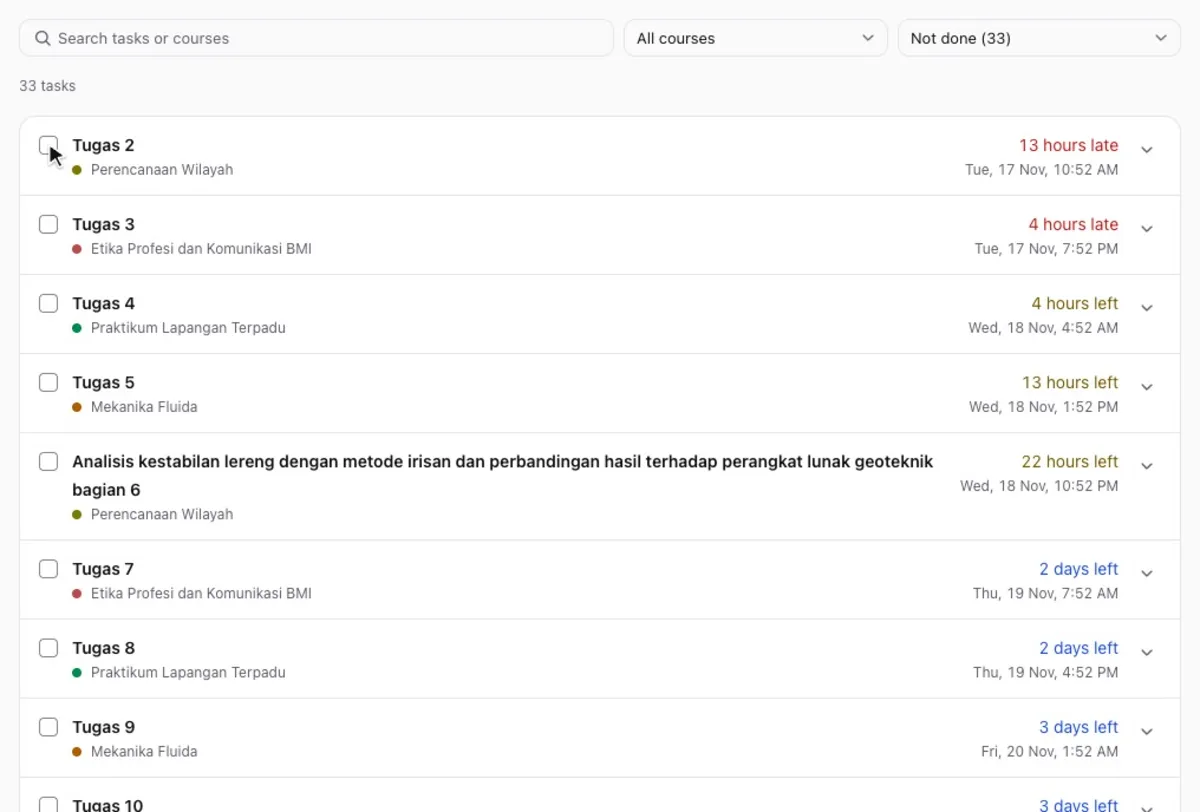 Search tasks or courses
All courses
Not done (33)
33 tasks
Tugas 2
13 hours late
Perencanaan Wilayah
Tue, 17 Nov, 10:52 AM
Tugas 3
4 hours late
Etika Profesi dan Komunikasi BMI
Tue, 17 Nov, 7:52 PM
Tugas 4
4 hours left
Praktikum Lapangan Terpadu
Wed, 18 Nov, 4:52 AM
Tugas 5
13 hours left
Mekanika Fluida
Wed, 18 Nov, 1:52 PM
Analisis kestabilan lereng dengan metode irisan dan perbandingan hasil terhadap perangkat lunak geoteknik
bagian 6
22 hours left
Wed, 18 Nov, 10:52 PM
Perencanaan Wilayah
Tugas 7
2 days left
Etika Profesi dan Komunikasi BMI
Thu, 19 Nov, 7:52 AM
Tugas 8
2 days left
Praktikum Lapangan Terpadu
Thu, 19 Nov, 4:52 PM
Tugas 9
3 days left
Mekanika Fluida
Fri, 20 Nov, 1:52 AM
Tugas 10
3 days left